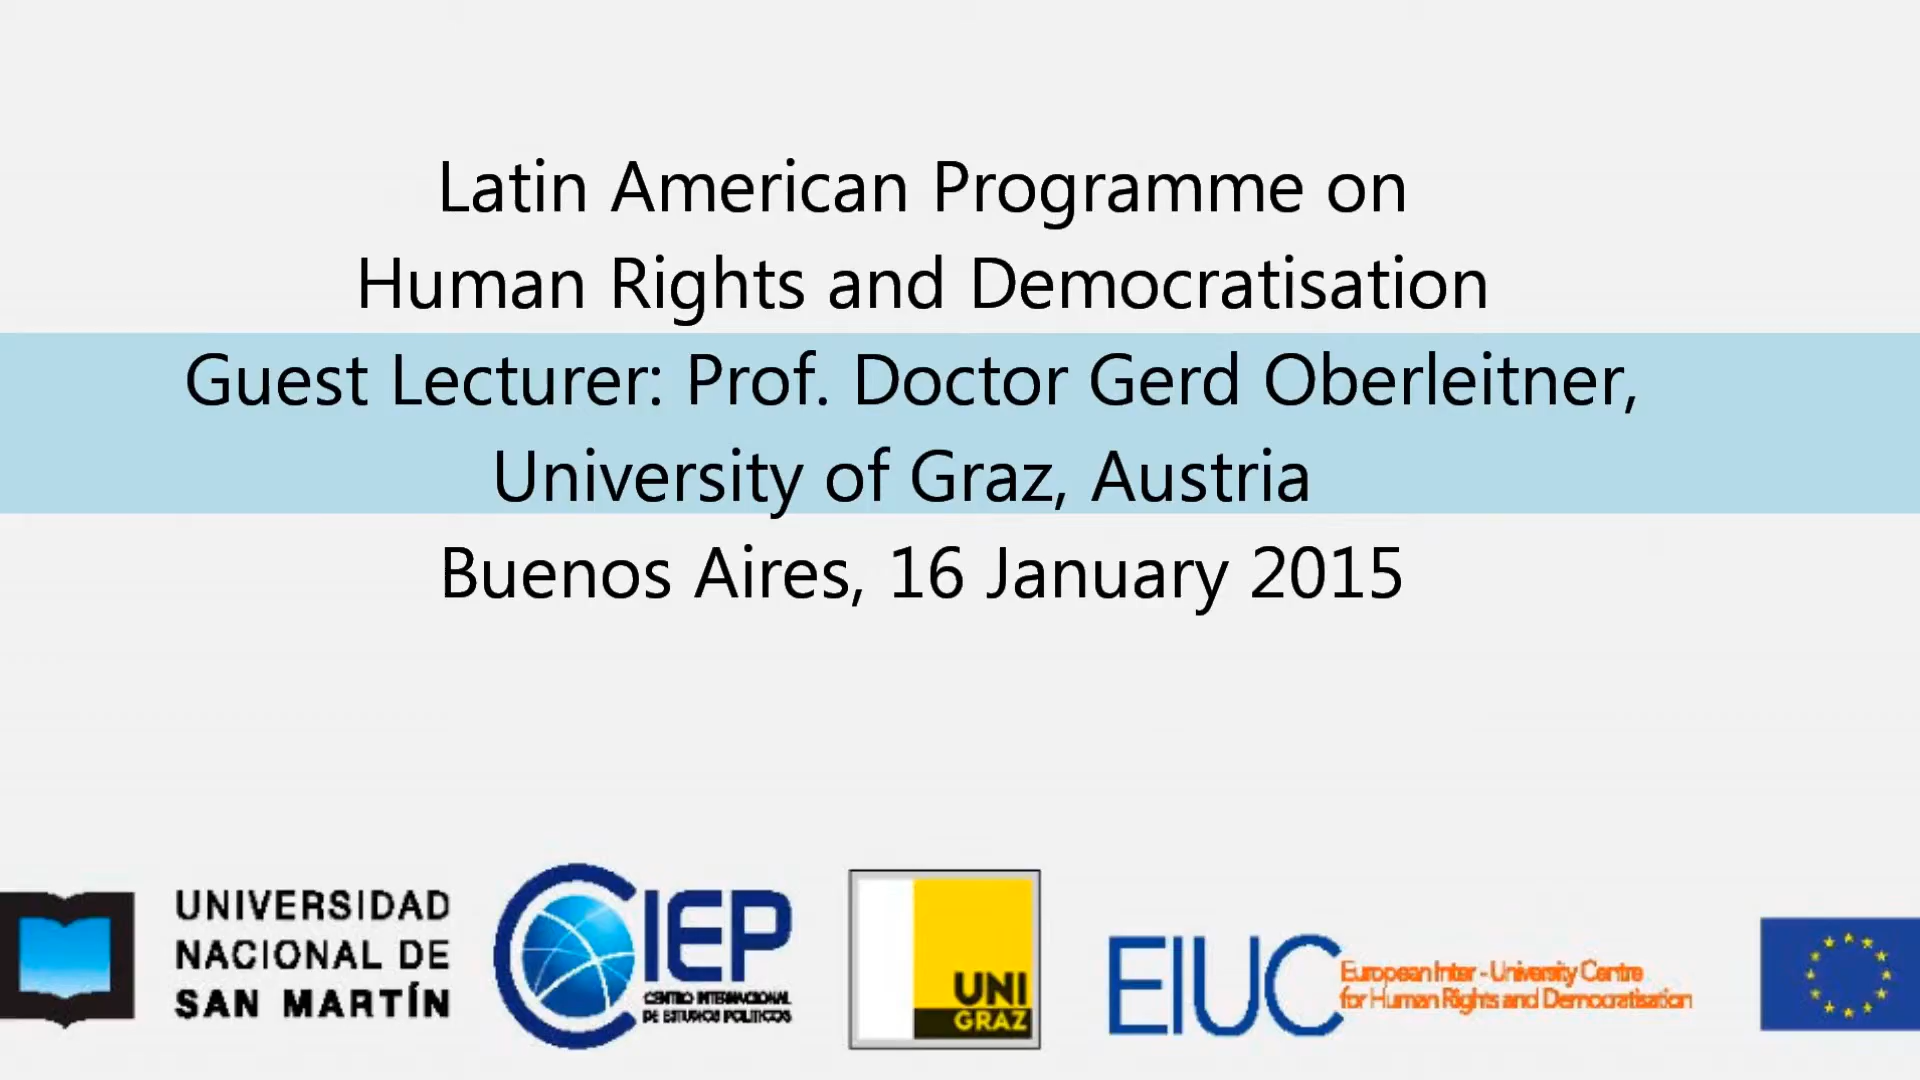 Latin American Programme on
Human Rights and Democratisation
Guest Lecturer: Prof. Doctor Gerd Oberleitner,
University of Graz, Austria
Buenos Aires, 16 January 2015
UNIVERSIDAD
NACIONAL DE
SAN MARTÍN
CIEP
CENTRO INTERNACIONAL
DE ESTUDIOS POLITICOS
UNI
GRAZ
EIUC
European Inter - University Centre
for Human Rights and Democratisation